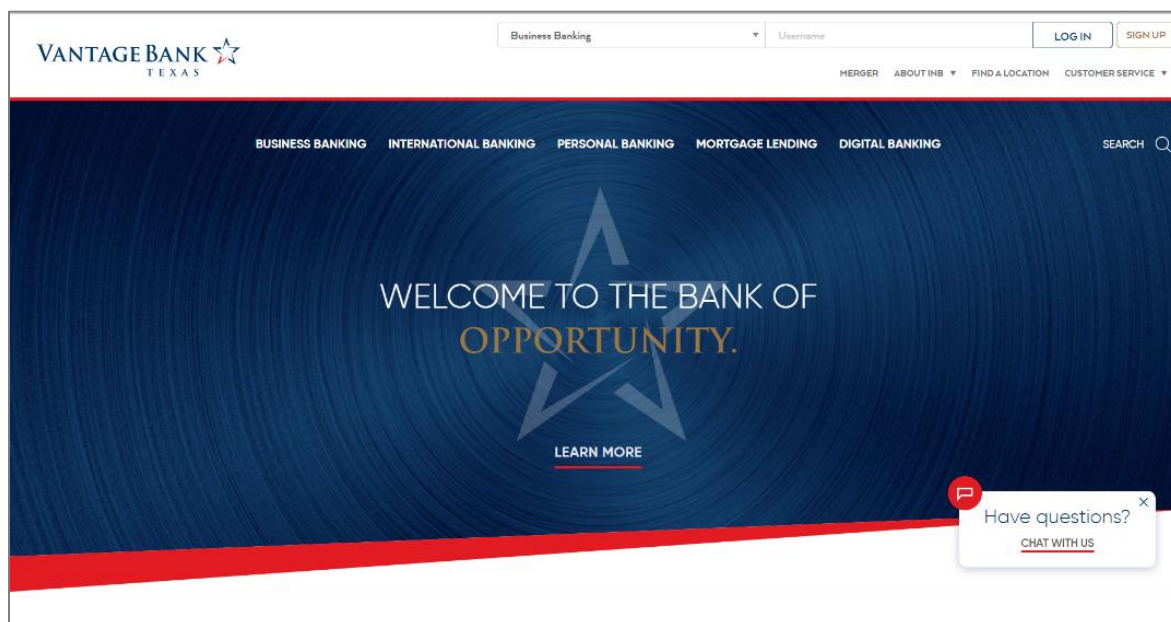 VANTAGE BANK
TEXAS
Business Banking
Username
LOG IN
SIGN UP
MERGER
ABOUT INB
FIND A LOCATION
CUSTOMER SERVICE
BUSINESS BANKING
INTERNATIONAL BANKING
PERSONAL BANKING
MORTGAGE LENDING
DIGITAL BANKING
SEARCH
WELCOME TO THE BANK OF
OPPORTUNITY.
LEARN MORE
Have questions?
CHAT WITH US